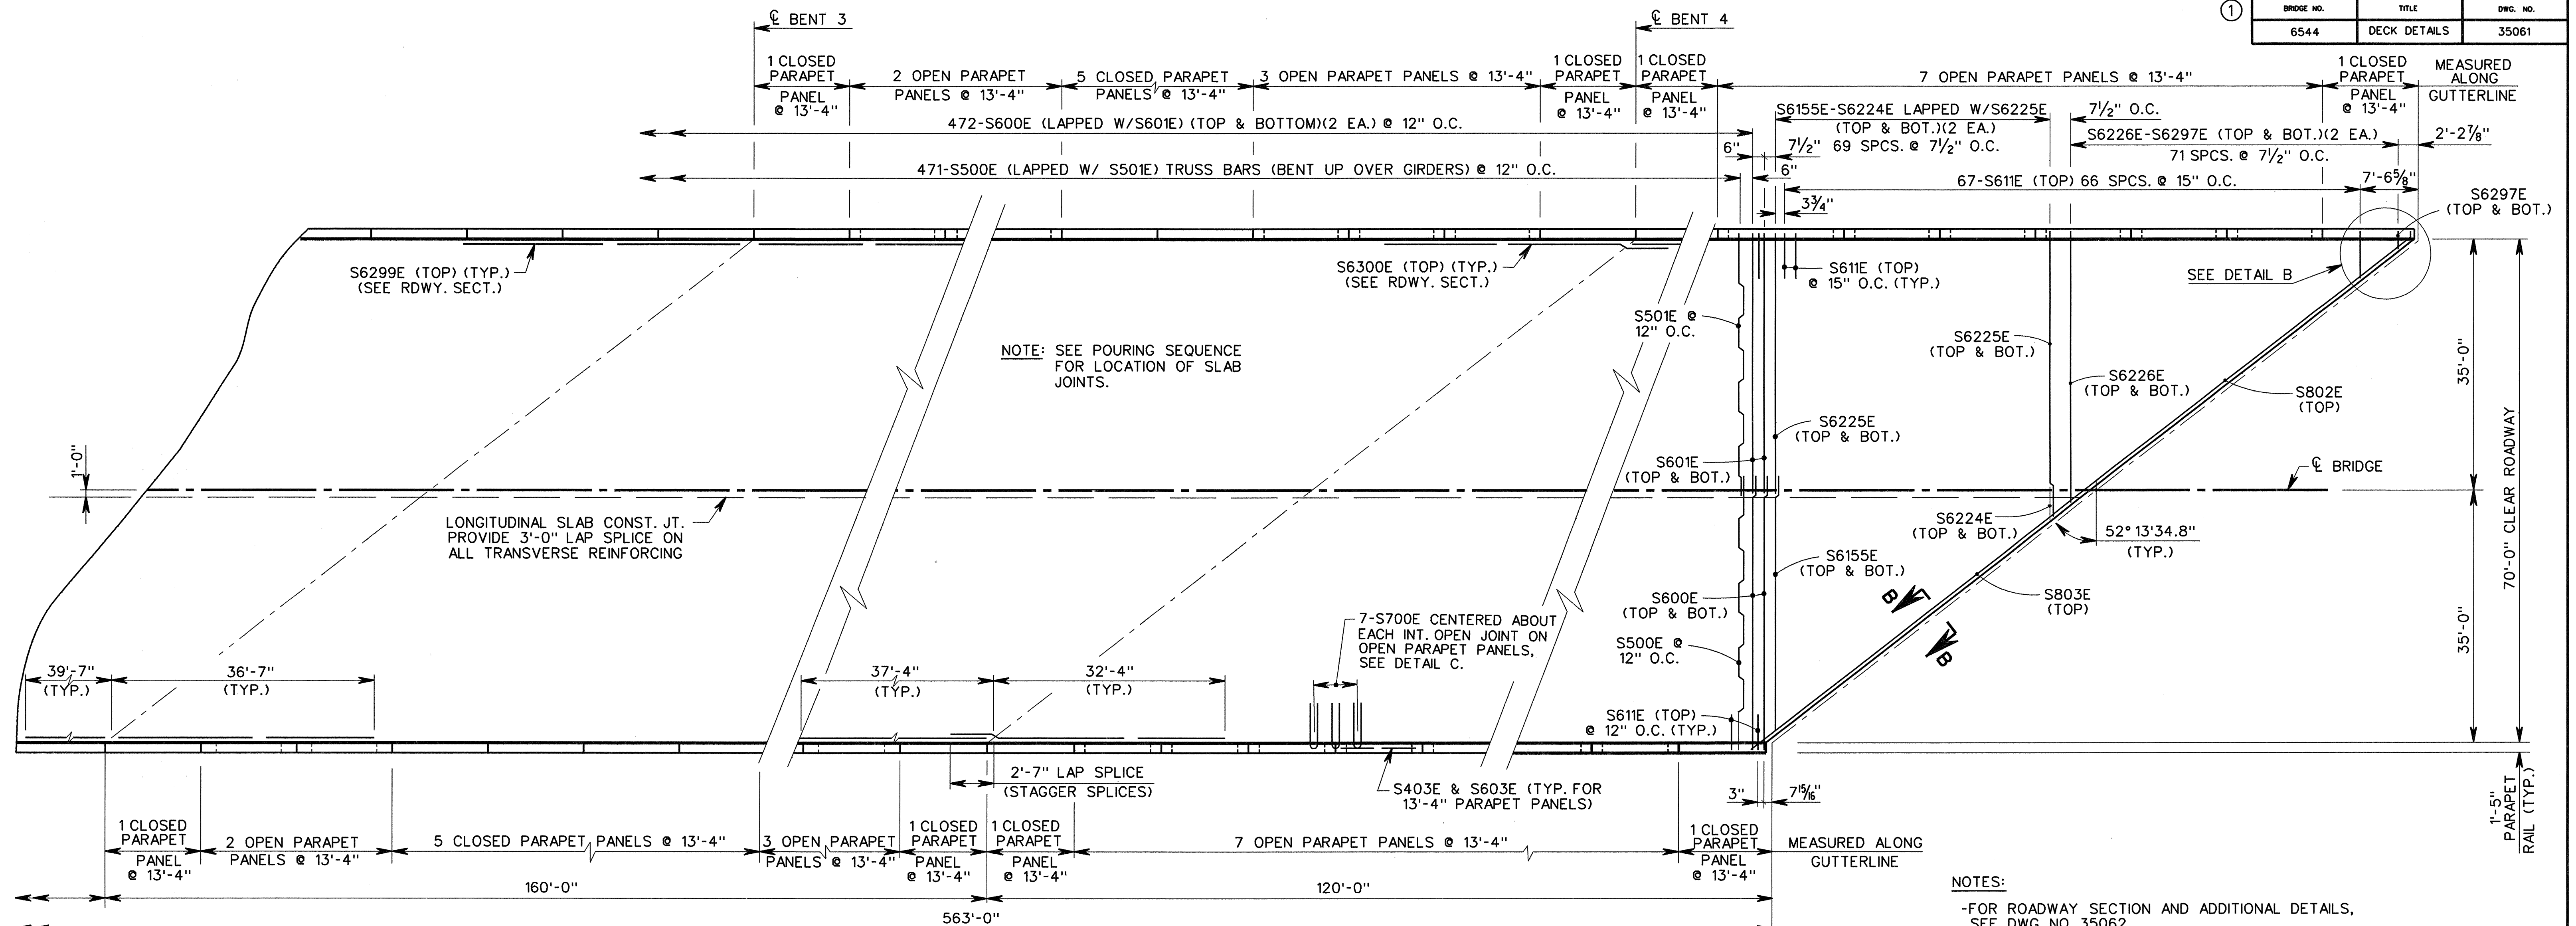 1
BRIDGE NO. TITLE DWG. NO.
6544 DECK DETAILS 35061
℄ BENT 3
℄ BENT 4
1 CLOSED
PARAPET
PANEL
@ 13'-4"
2 OPEN PARAPET
PANELS @ 13'-4"
5 CLOSED PARAPET
PANELS @ 13'-4"
3 OPEN PARAPET PANELS @ 13'-4"
1 CLOSED
PARAPET
PANEL
@ 13'-4"
1 CLOSED
PARAPET
PANEL
@ 13'-4"
7 OPEN PARAPET PANELS @ 13'-4"
1 CLOSED
PARAPET
PANEL
@ 13'-4"
MEASURED
ALONG
GUTTERLINE
472-S600E (LAPPED W/S601E) (TOP & BOTTOM)(2 EA.) @ 12" O.C.
6"
7½"
S6155E-S6224E LAPPED W/S6225E
(TOP & BOT.)(2 EA.)
69 SPCS. @ 7½" O.C.
7½" O.C.
S6226E-S6297E (TOP & BOT.)(2 EA.)
71 SPCS. @ 7½" O.C.
2'-2⅞"
471-S500E (LAPPED W/ S501E) TRUSS BARS (BENT UP OVER GIRDERS) @ 12" O.C.
6"
67-S611E (TOP) 66 SPCS. @ 15" O.C.
7'-6⅝"
3¾"
S6297E
(TOP & BOT.)
S6299E (TOP) (TYP.)
(SEE RDWY. SECT.)
S6300E (TOP) (TYP.)
(SEE RDWY. SECT.)
S611E (TOP)
@ 15" O.C. (TYP.)
SEE DETAIL B
S501E @
12" O.C.
NOTE: SEE POURING SEQUENCE
FOR LOCATION OF SLAB
JOINTS.
S6225E
(TOP & BOT.)
S6226E
(TOP & BOT.)
S802E
(TOP)
35'-0"
S6225E
(TOP & BOT.)
S601E
(TOP & BOT.)
℄ BRIDGE
1'-0"
70'-0" CLEAR ROADWAY
LONGITUDINAL SLAB CONST. JT.
PROVIDE 3'-0" LAP SPLICE ON
ALL TRANSVERSE REINFORCING
S6224E
(TOP & BOT.)
52° 13'34.8"
(TYP.)
S6155E
(TOP & BOT.)
S600E
(TOP & BOT.)
B
B
S803E
(TOP)
35'-0"
7-S700E CENTERED ABOUT
EACH INT. OPEN JOINT ON
OPEN PARAPET PANELS,
SEE DETAIL C.
S500E @
12" O.C.
39'-7"
(TYP.)
36'-7"
(TYP.)
37'-4"
(TYP.)
32'-4"
(TYP.)
S611E (TOP)
@ 12" O.C. (TYP.)
2'-7" LAP SPLICE
(STAGGER SPLICES)
S403E & S603E (TYP. FOR
13'-4" PARAPET PANELS)
3"
7 15/16"
1'-5"
PARAPET
RAIL (TYP.)
1 CLOSED
PARAPET
PANEL
@ 13'-4"
2 OPEN PARAPET
PANELS @ 13'-4"
5 CLOSED PARAPET PANELS @ 13'-4"
3 OPEN PARAPET
PANELS @ 13'-4"
1 CLOSED
PARAPET
PANEL
@ 13'-4"
1 CLOSED
PARAPET
PANEL
@ 13'-4"
7 OPEN PARAPET PANELS @ 13'-4"
1 CLOSED
PARAPET
PANEL
@ 13'-4"
MEASURED ALONG
GUTTERLINE
160'-0"
120'-0"
563'-0"
NOTES:
-FOR ROADWAY SECTION AND ADDITIONAL DETAILS,
SEE DWG. NO. 35062